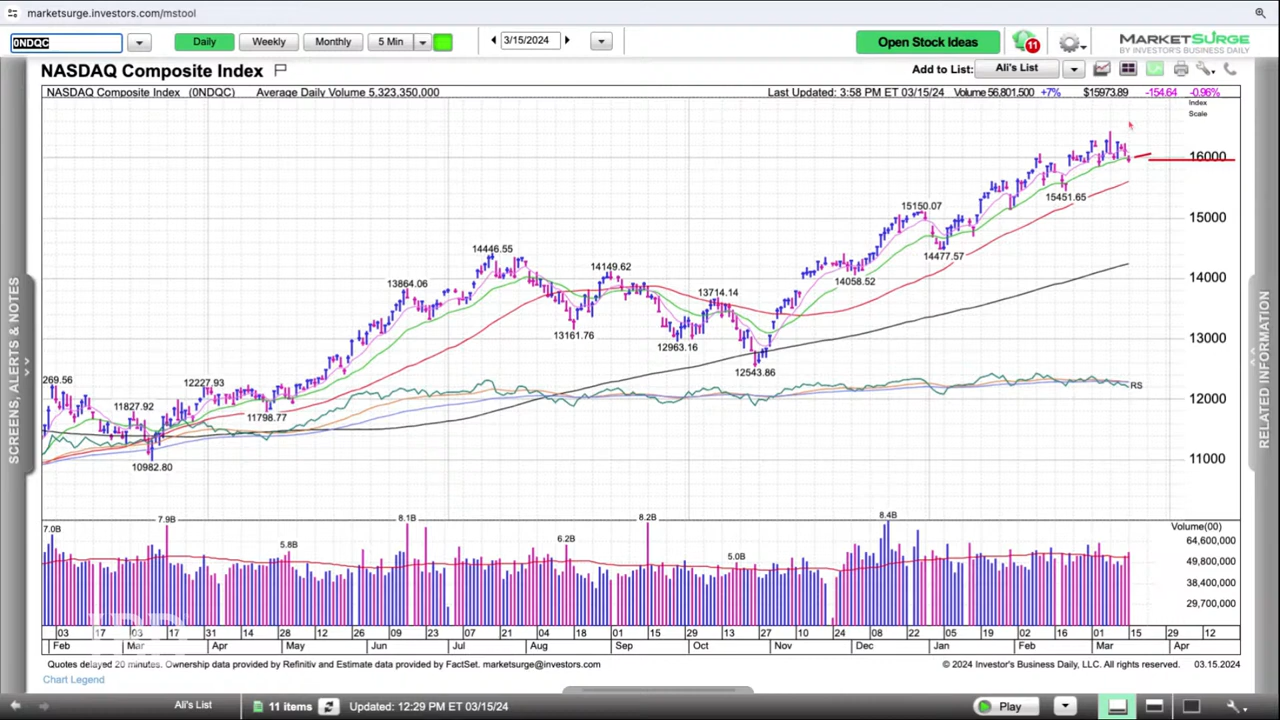 marketsurge.investors.com/mstool
0NDQC
Daily
Weekly
Monthly
5 Min
3/15/2024
Open Stock Ideas
11
MARKETSURGE
BY INVESTOR'S BUSINESS DAILY
NASDAQ Composite Index
Add to List:
Ali's List
NASDAQ Composite Index (0NDQC) Average Daily Volume 5,323,350,000
Last Updated: 3:58 PM ET 03/15/24 Volume 56,801,500 +7% $15973.89 -154.64 -0.96%
Index
Scale
16000
15451.65
15150.07
15000
14446.55
14477.57
14149.62
14000
13864.06
13714.14
14058.52
13161.76
12963.16
13000
12543.86
269.56
12227.93
RS
12000
11827.92
11798.77
10982.80
11000
Volume(00)
7.0B
7.9B
5.8B
8.1B
6.2B
8.2B
5.0B
8.4B
64,600,000
49,800,000
38,400,000
29,700,000
03 17 03 17 31 14 28 12 26 09 23 07 21 04 18 01 15 29 13 27 10 24 08 22 05 19 02 16 01 15 29 12
Feb Mar Apr May Jun Jul Aug Sep Oct Nov Dec Jan Feb Mar Apr
IBD
Quotes delayed 20 minutes. Ownership data provided by Refinitiv and Estimate data provided by FactSet. marketsurge@investors.com
© 2024 Investor's Business Daily, LLC. All rights reserved. 03.15.2024
Chart Legend
SCREENS, ALERTS & NOTES
RELATED INFORMATION
Ali's List
11 items
Updated: 12:29 PM ET 03/15/24
Play